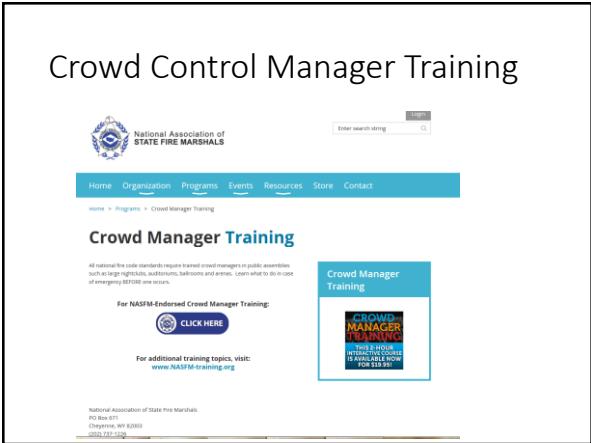 Crowd Control Manager Training
Login
National Association of
STATE FIRE MARSHALS
Enter search string
Home Organization Programs Events Resources Store Contact
Home > Programs > Crowd Manager Training
Crowd Manager Training
All national fire code standards require trained crowd managers in public assemblies
such as large nightclubs, auditoriums, ballrooms and arenas. Learn what to do in case
of emergency BEFORE one occurs.
For NASFM-Endorsed Crowd Manager Training:
CLICK HERE
For additional training topics, visit:
www.NASFM-training.org
Crowd Manager
Training
CROWD
MANAGER
TRAINING
THIS 2-HOUR
INTERACTIVE COURSE
IS AVAILABLE NOW
FOR $19.95!
National Association of State Fire Marshals
PO Box 671
Cheyenne, WY 82003
(202) 737-1226